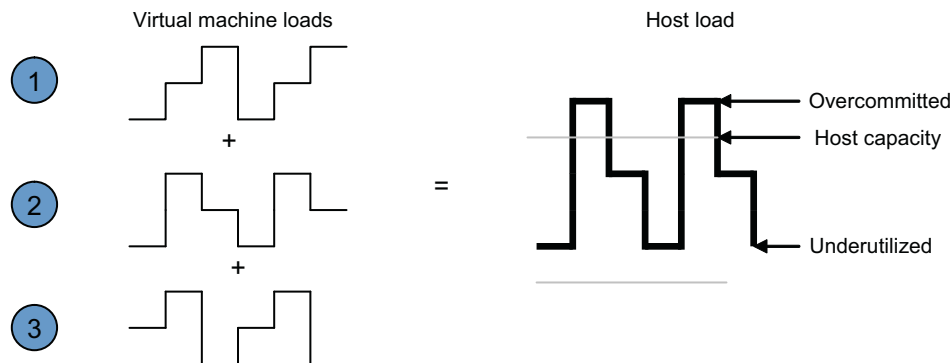 Virtual machine loads
Host load
1
+
2
+
3
=
Overcommitted
Host capacity
Underutilized